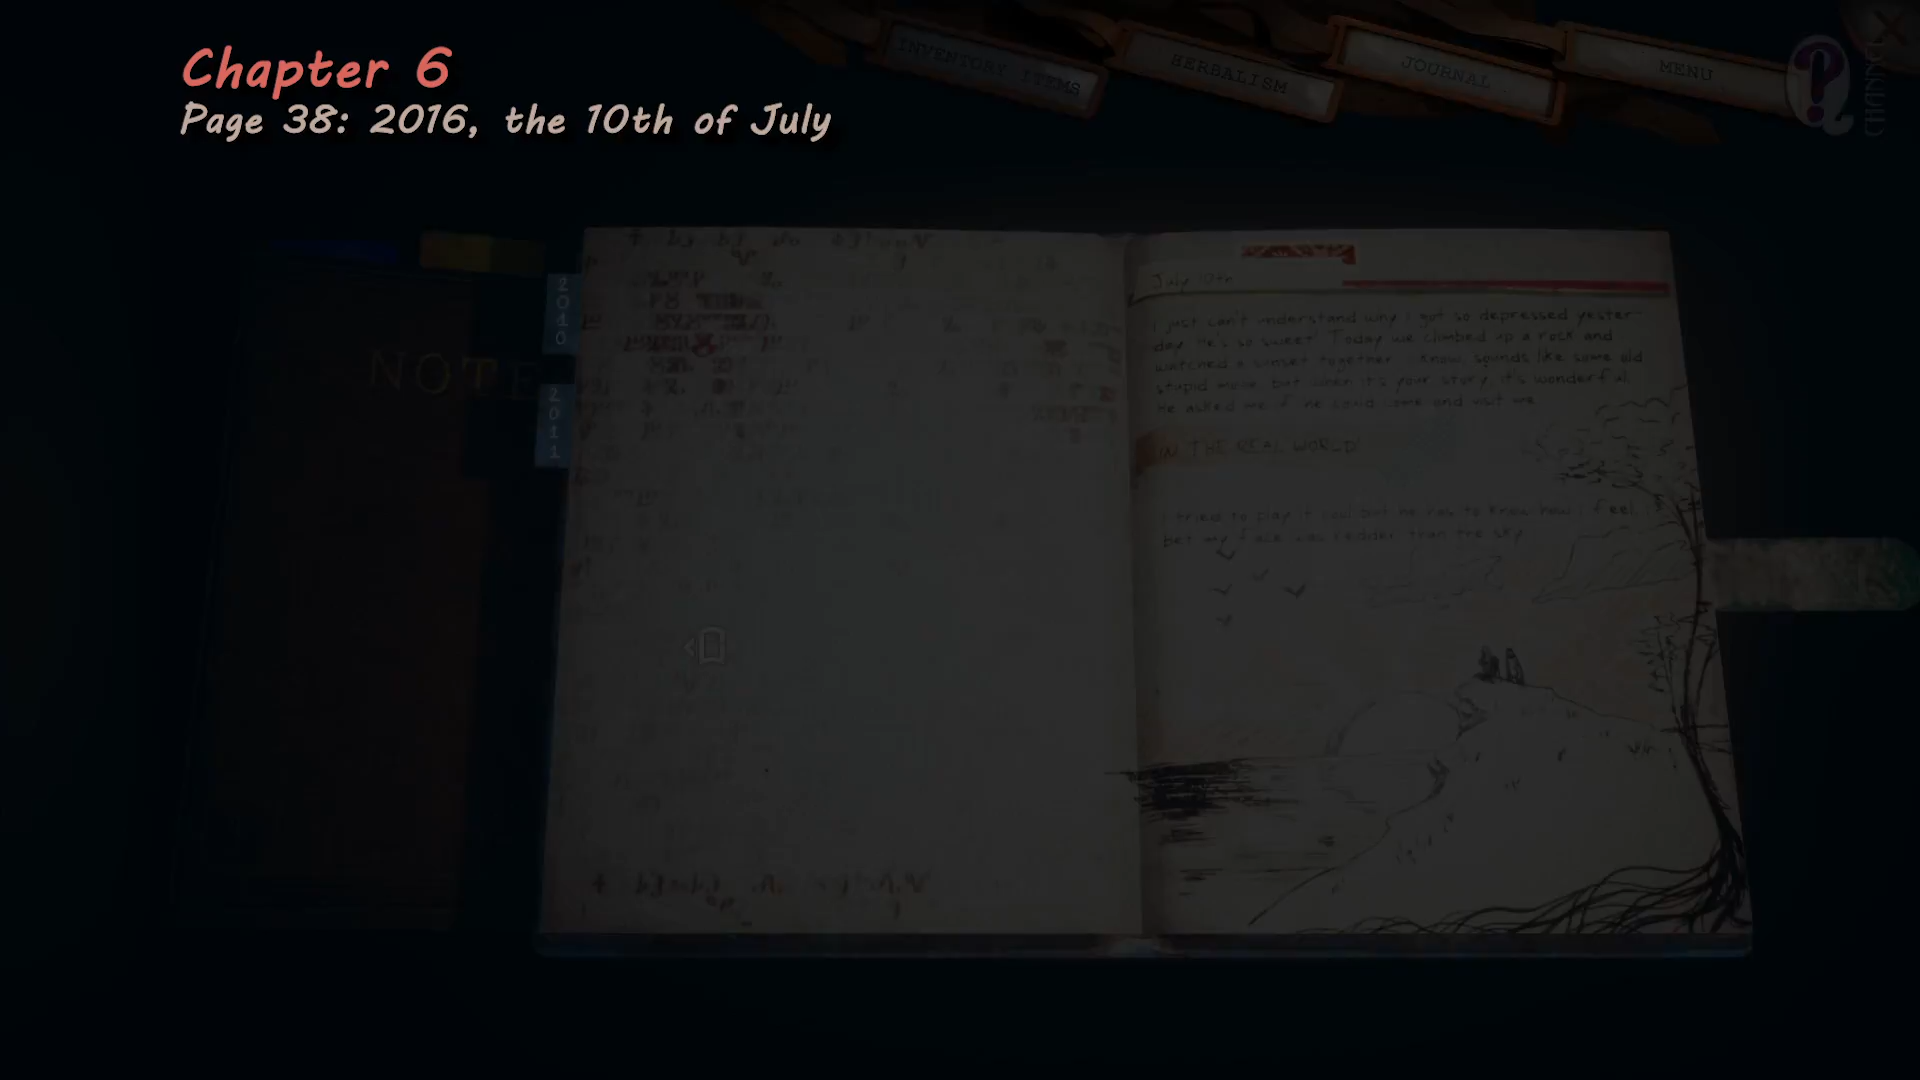 Chapter 6
Page 38: 2016, the 10th of July
INVENTORY ITEMS
HERBALISM
JOURNAL
MENU
CHANNEL
NOTE
2010
2011
July 10th
I just can't understand why I got so depressed yester-
day. He's so sweet! Today we climbed up a rock and
watched a sunset together. I know, sounds like some old
stupid movie, but when it's your story, it's wonderful.
He asked me if he could come and visit me
IN THE REAL WORLD!
I tried to play it cool but he has to know how I feel. I
bet my face was redder than the sky.